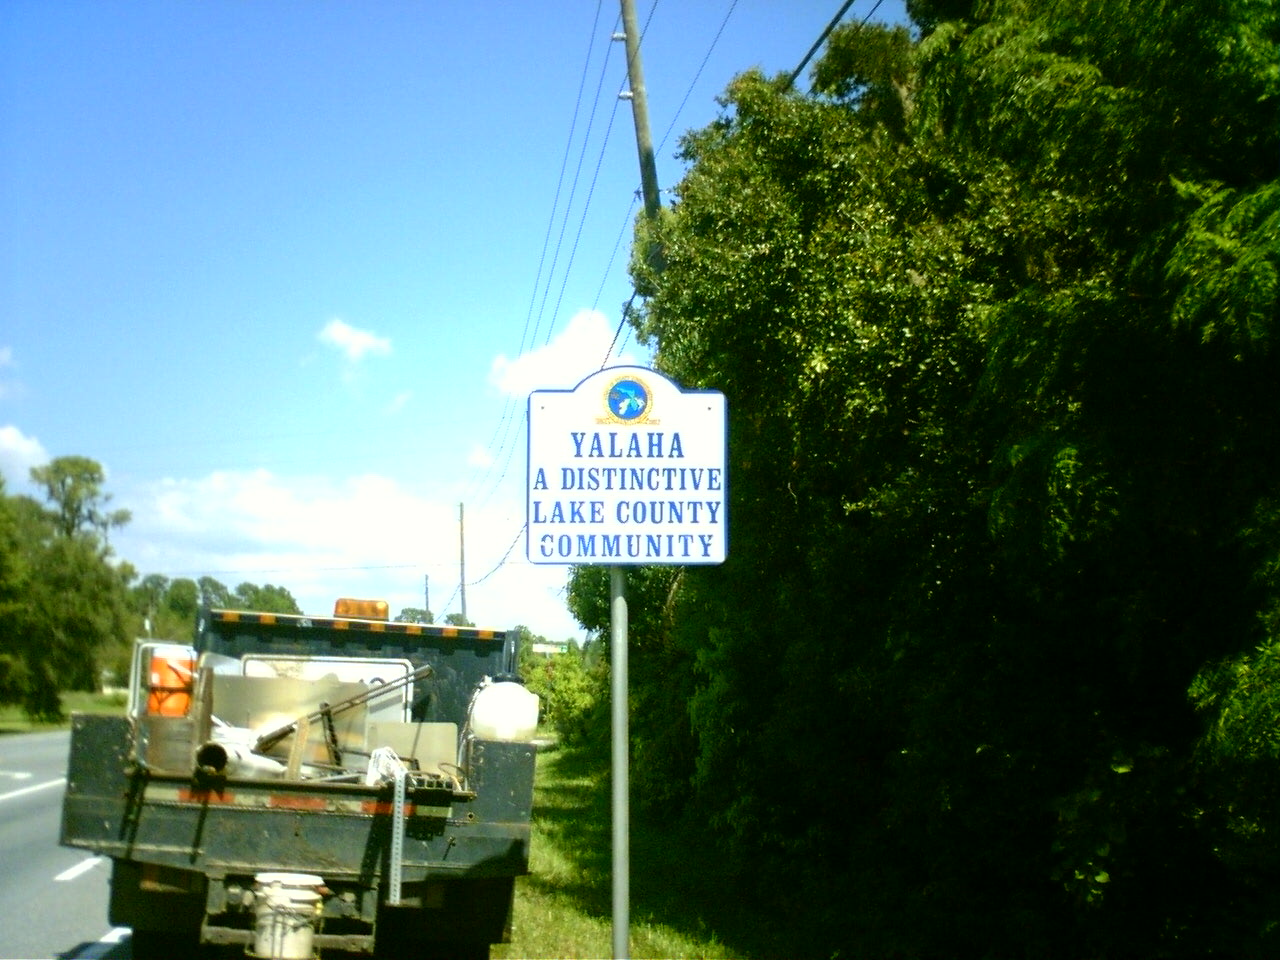 YALAHA
A DISTINCTIVE
LAKE COUNTY
COMMUNITY